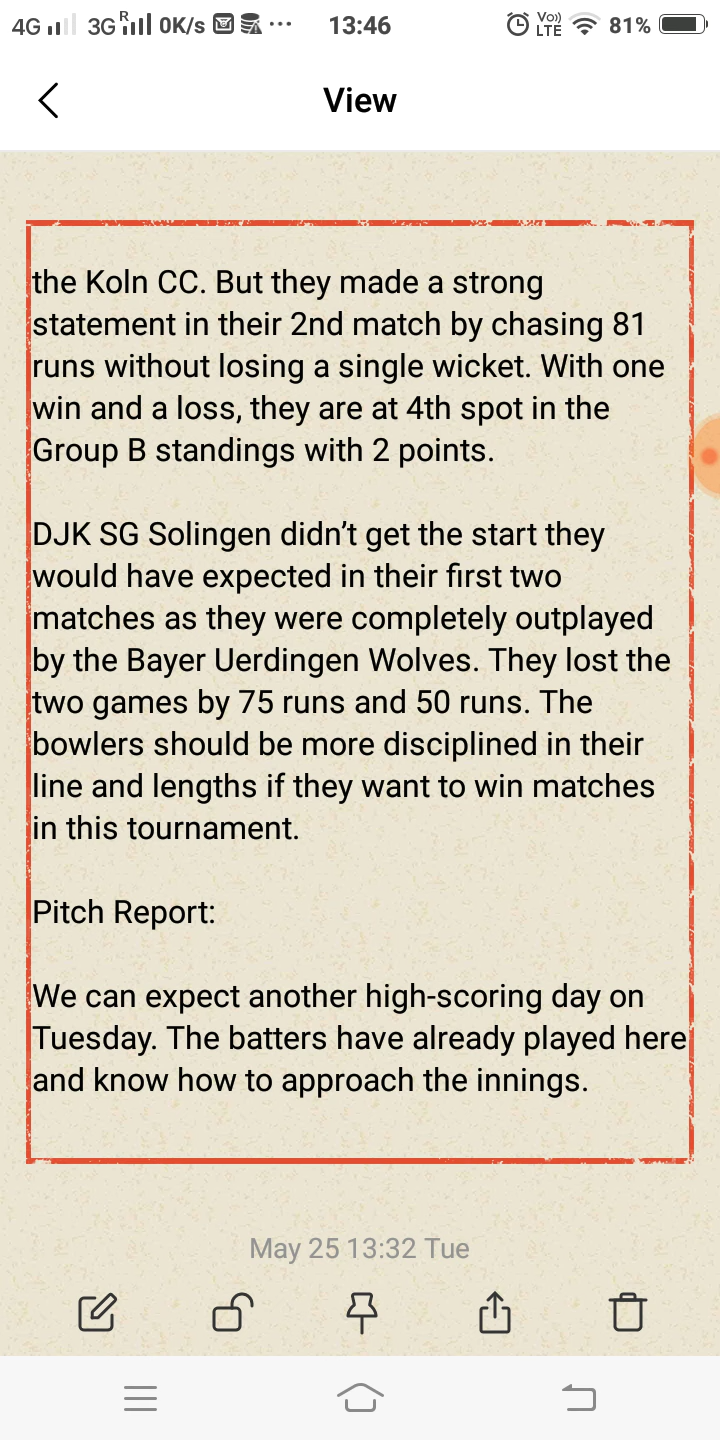 4G 3G R 0K/s ... 13:46 Vo)) LTE 81%
View
the Koln CC. But they made a strong
statement in their 2nd match by chasing 81
runs without losing a single wicket. With one
win and a loss, they are at 4th spot in the
Group B standings with 2 points.
DJK SG Solingen didn’t get the start they
would have expected in their first two
matches as they were completely outplayed
by the Bayer Uerdingen Wolves. They lost the
two games by 75 runs and 50 runs. The
bowlers should be more disciplined in their
line and lengths if they want to win matches
in this tournament.
Pitch Report:
We can expect another high-scoring day on
Tuesday. The batters have already played here
and know how to approach the innings.
May 25 13:32 Tue